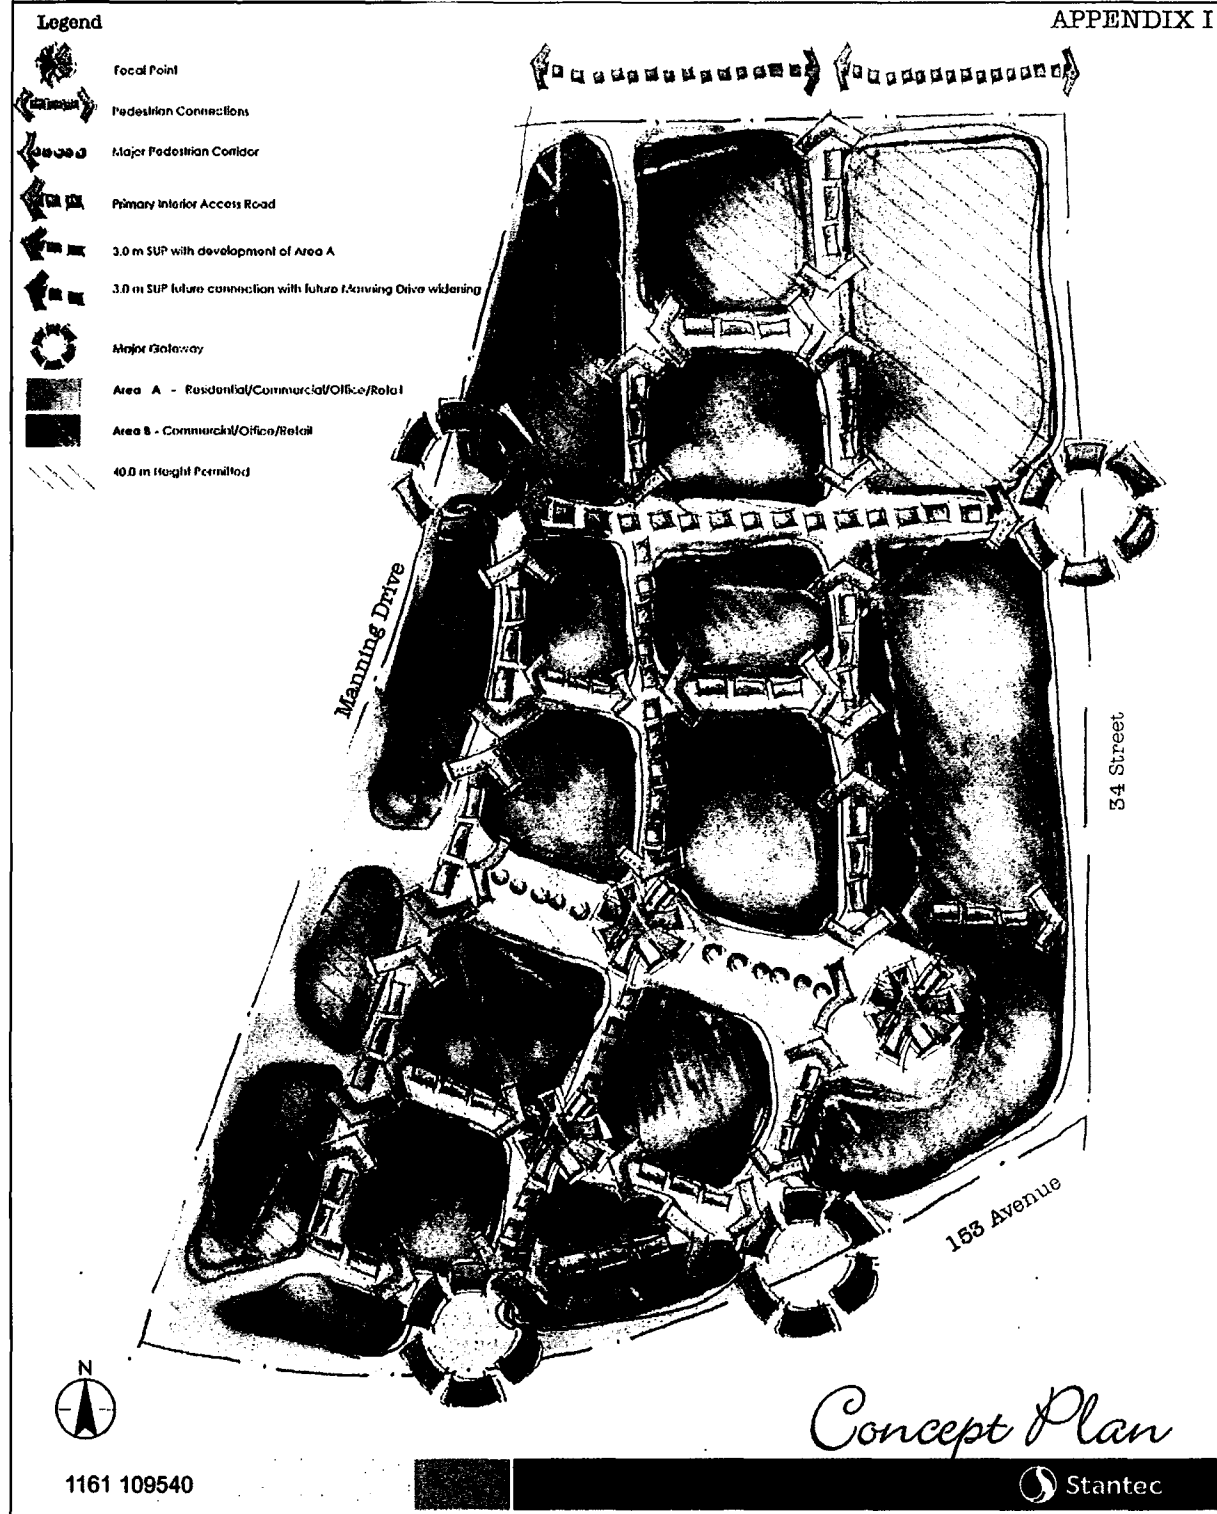 APPENDIX I
Legend
Focal Point
Pedestrian Connections
Major Pedestrian Corridor
Primary Interior Access Road
3.0 m SUP with development of Area A
3.0 m SUP future connection with future Manning Drive widening
Major Gateway
Area A - Residential/Commercial/Office/Retail
Area B - Commercial/Office/Retail
40.0 m Height Permitted
Manning Drive
34 Street
153 Avenue
N
Concept Plan
1161 109540
Stantec